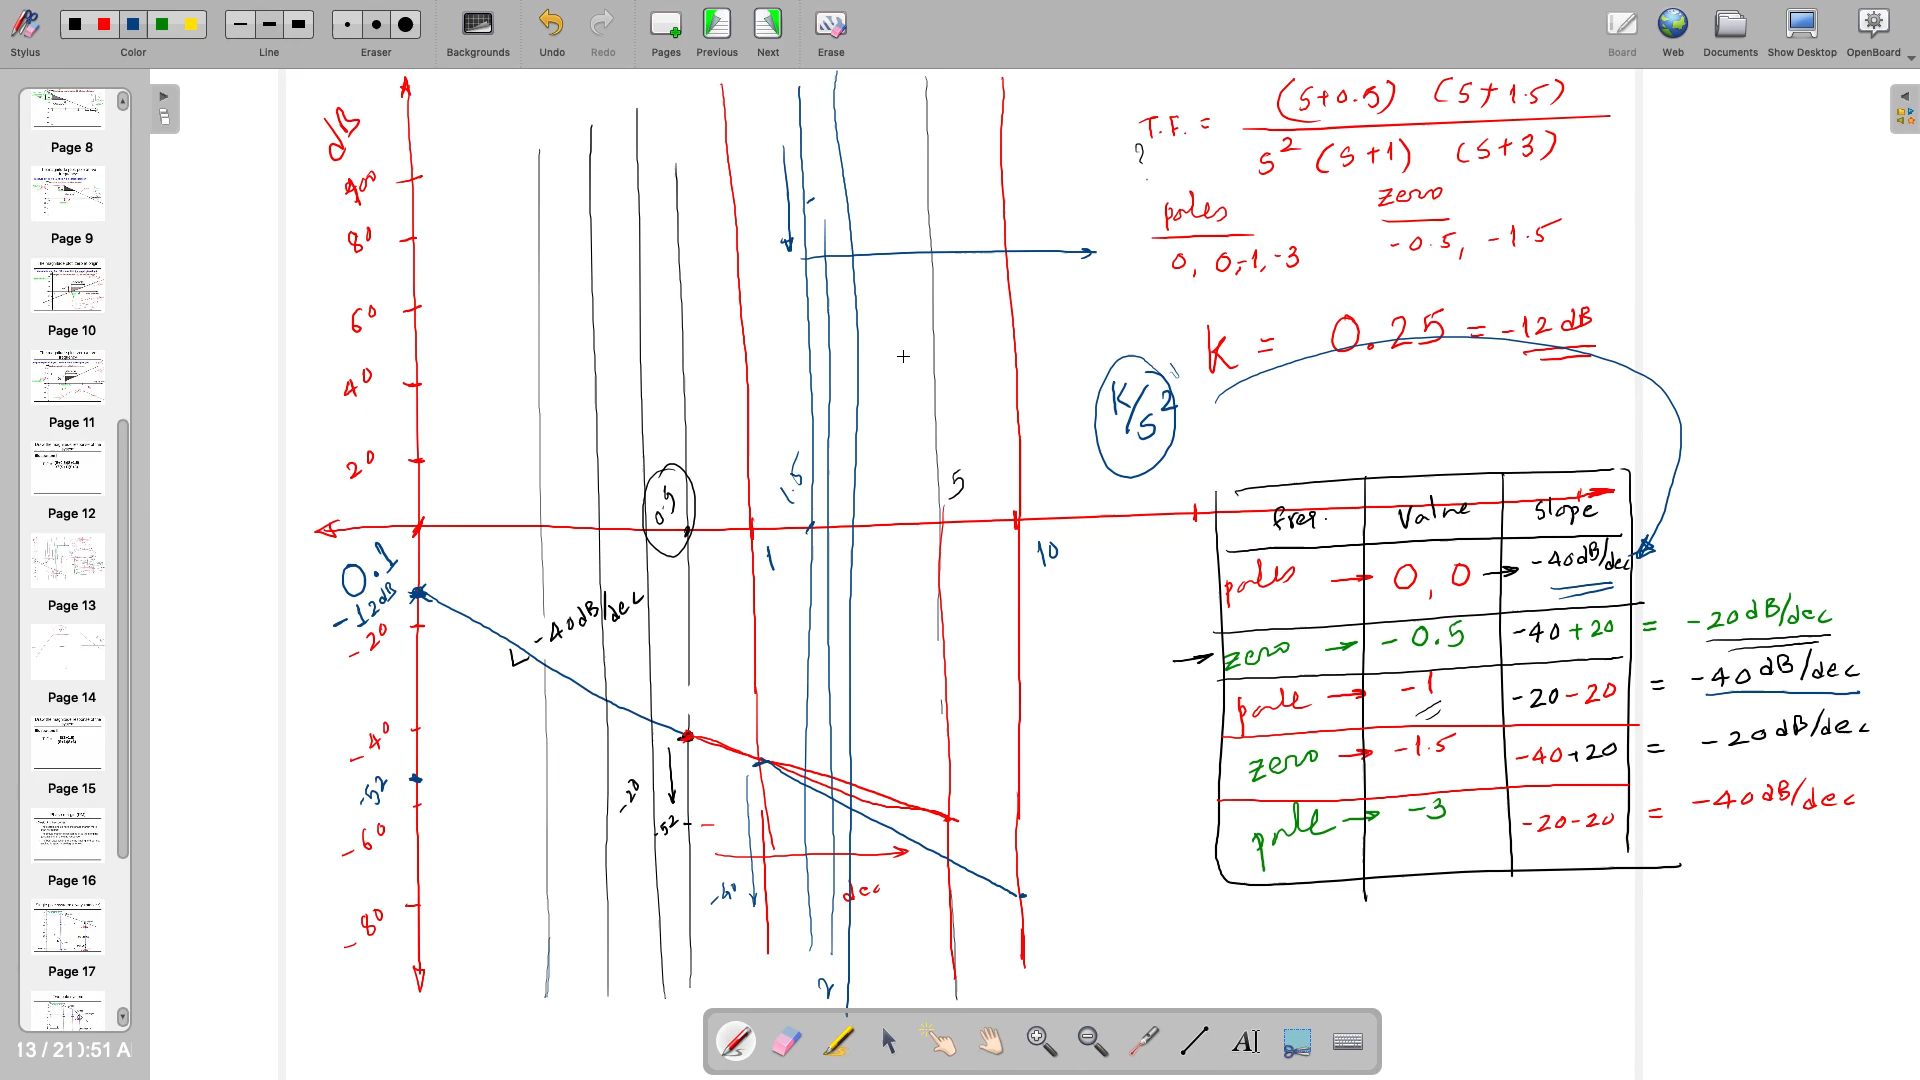 Stylus
Color
Line
Eraser
Backgrounds
Undo
Redo
Pages
Previous
Next
Erase
Board
Web
Documents
Show Desktop
OpenBoard
Page 8
Page 9
Page 10
Page 11
Page 12
Page 13
Page 14
Page 15
Page 16
Page 17
13 / 21
0:51 A
dB
100
80
60
40
20
0.1
-12dB
-20
-40
-52
-60
-80
-40dB/dec
0.5
1
1.5
5
10
-20
-52
-40
dec
2
T.F. = (s+0.5) (s+1.5)
s² (s+1) (s+3)
?
poles
0, 0,-1,-3
zero
-0.5, -1.5
K = 0.25 = -12 dB
K/s²
freq. Value Slope
poles → 0, 0 → -40dB/dec
zero → -0.5 -40+20 = -20dB/dec
pole → -1 -20-20 = -40dB/dec
zero → -1.5 -40+20 = -20dB/dec
pole → -3 -20-20 = -40dB/dec